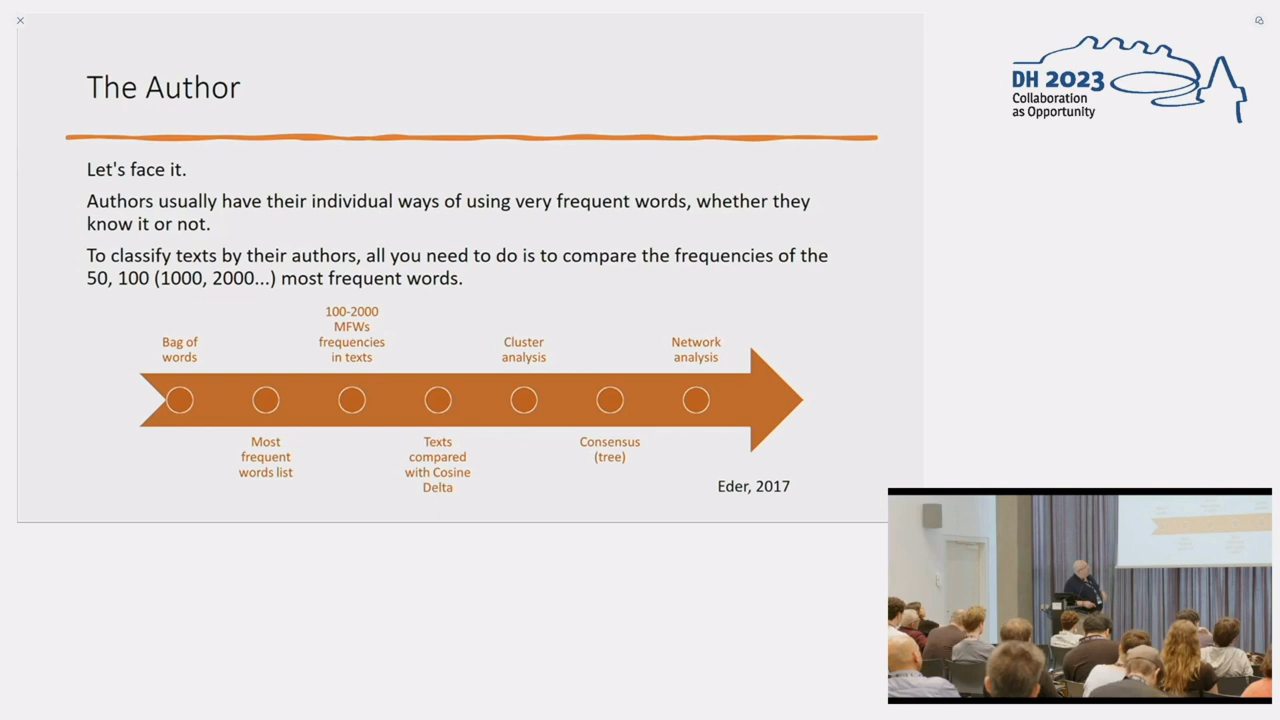 The Author
Let's face it.
Authors usually have their individual ways of using very frequent words, whether they
know it or not.
To classify texts by their authors, all you need to do is to compare the frequencies of the
50, 100 (1000, 2000...) most frequent words.
Bag of
words
Most
frequent
words list
100-2000
MFWs
frequencies
in texts
Texts
compared
with Cosine
Delta
Cluster
analysis
Consensus
(tree)
Network
analysis
Eder, 2017
DH 2023
Collaboration
as Opportunity